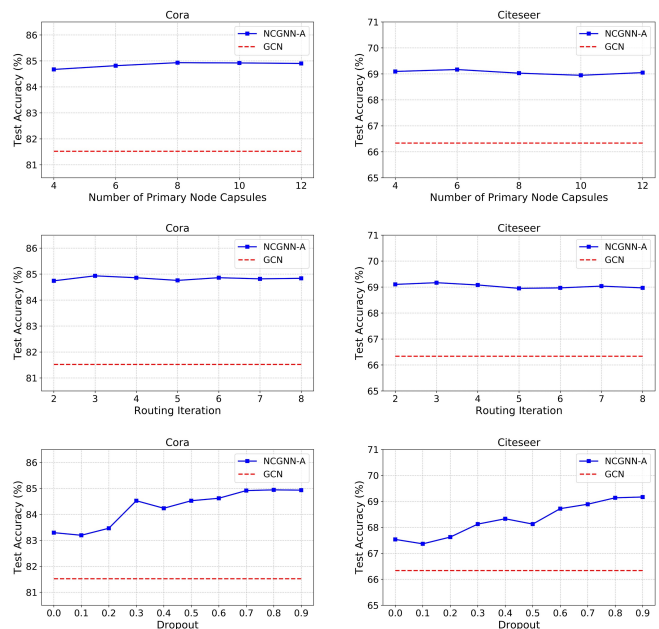 Cora
86
85
84
83
82
81
Test Accuracy (%)
NCGNN-A
GCN
4 6 8 10 12
Number of Primary Node Capsules
Citeseer
71
70
69
68
67
66
65
Test Accuracy (%)
NCGNN-A
GCN
4 6 8 10 12
Number of Primary Node Capsules
Cora
86
85
84
83
82
81
Test Accuracy (%)
NCGNN-A
GCN
2 3 4 5 6 7 8
Routing Iteration
Citeseer
71
70
69
68
67
66
65
Test Accuracy (%)
NCGNN-A
GCN
2 3 4 5 6 7 8
Routing Iteration
Cora
86
85
84
83
82
81
Test Accuracy (%)
NCGNN-A
GCN
0.0 0.1 0.2 0.3 0.4 0.5 0.6 0.7 0.8 0.9
Dropout
Citeseer
71
70
69
68
67
66
65
Test Accuracy (%)
NCGNN-A
GCN
0.0 0.1 0.2 0.3 0.4 0.5 0.6 0.7 0.8 0.9
Dropout